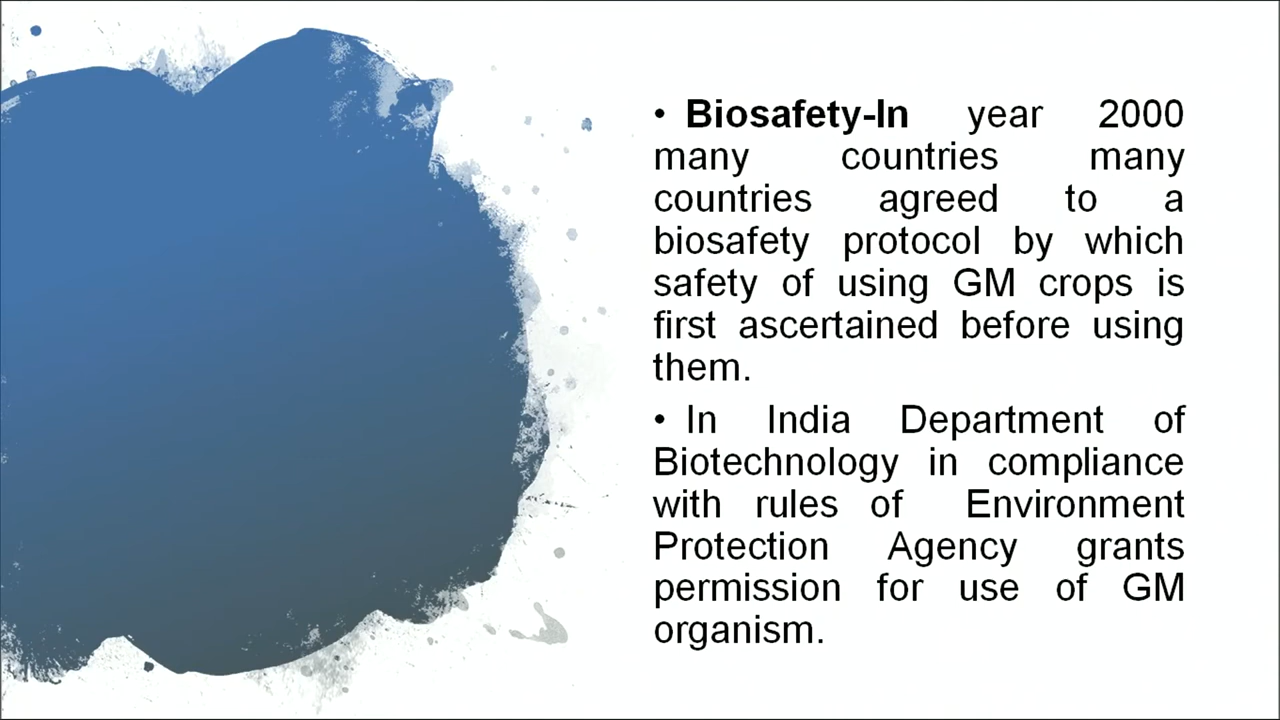 • Biosafety-In year 2000
many countries many
countries agreed to a
biosafety protocol by which
safety of using GM crops is
first ascertained before using
them.
• In India Department of
Biotechnology in compliance
with rules of Environment
Protection Agency grants
permission for use of GM
organism.